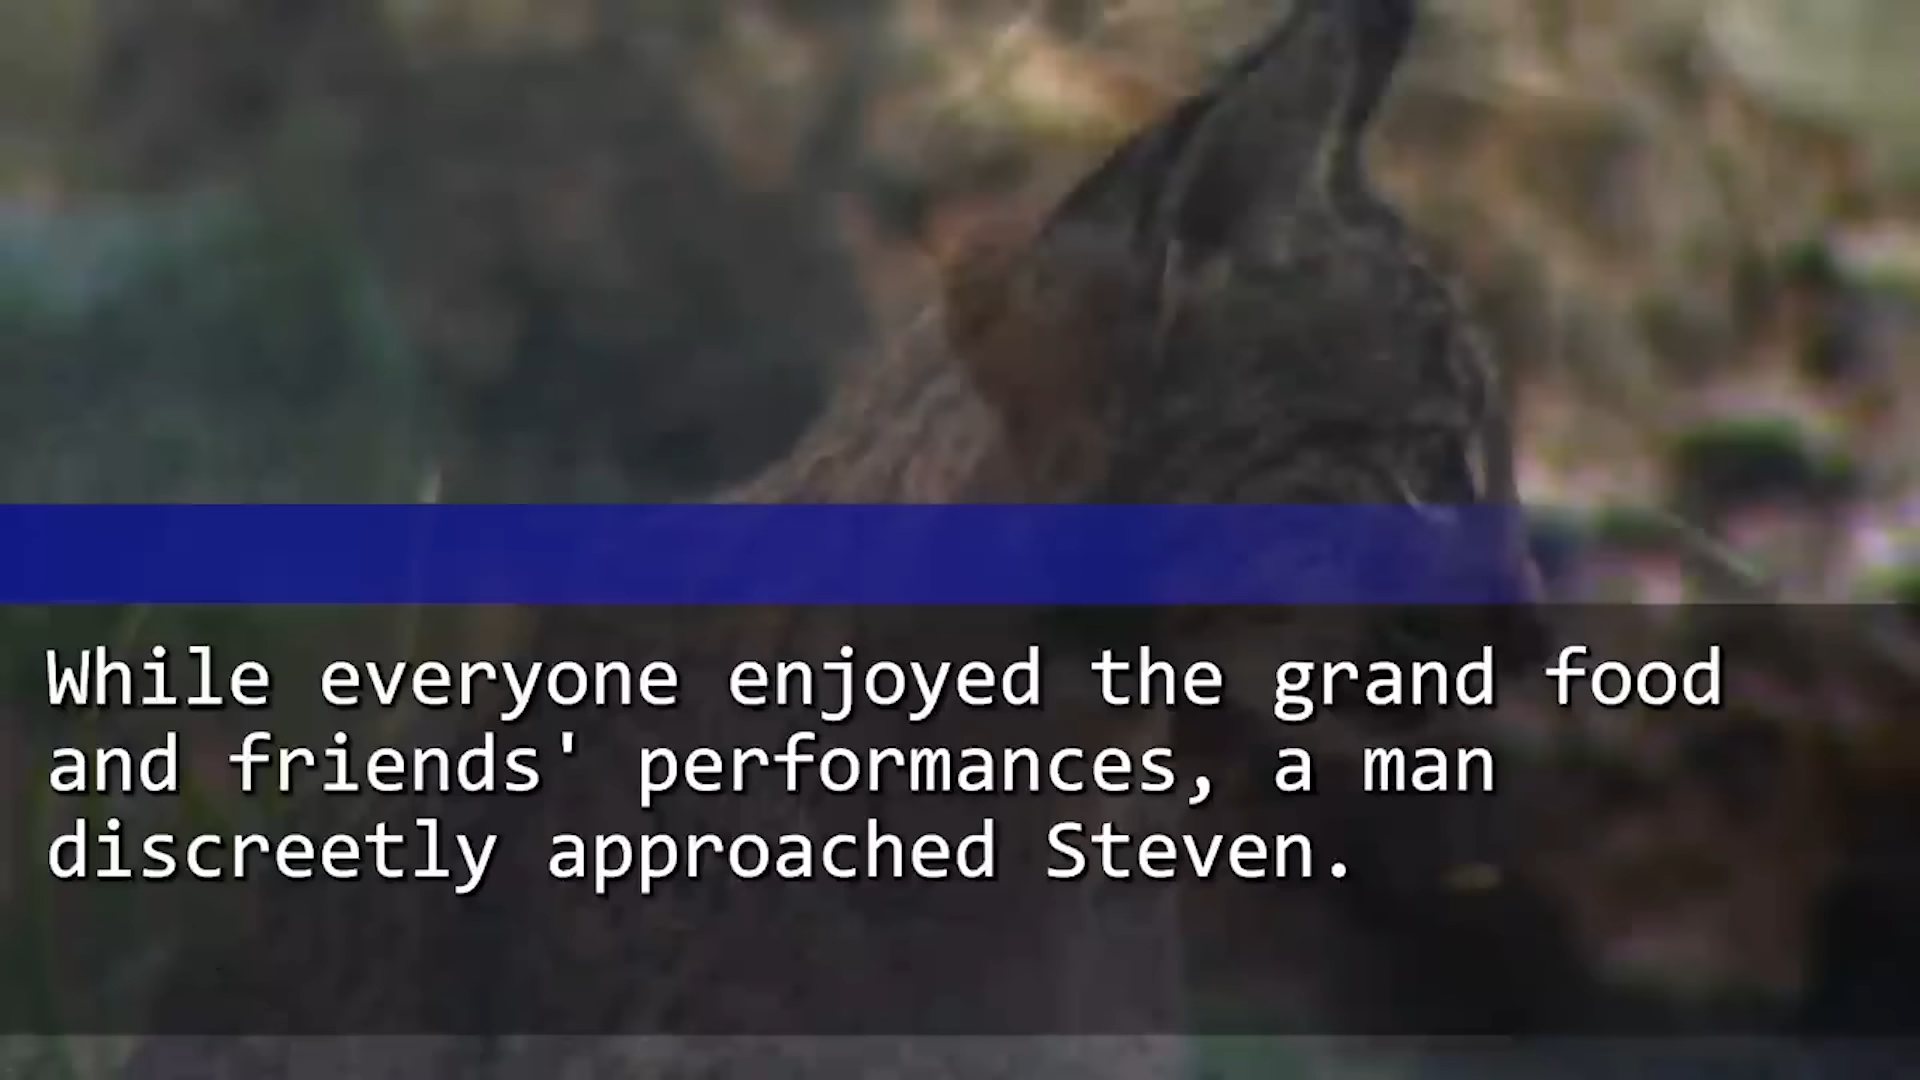 While everyone enjoyed the grand food
and friends' performances, a man
discreetly approached Steven.